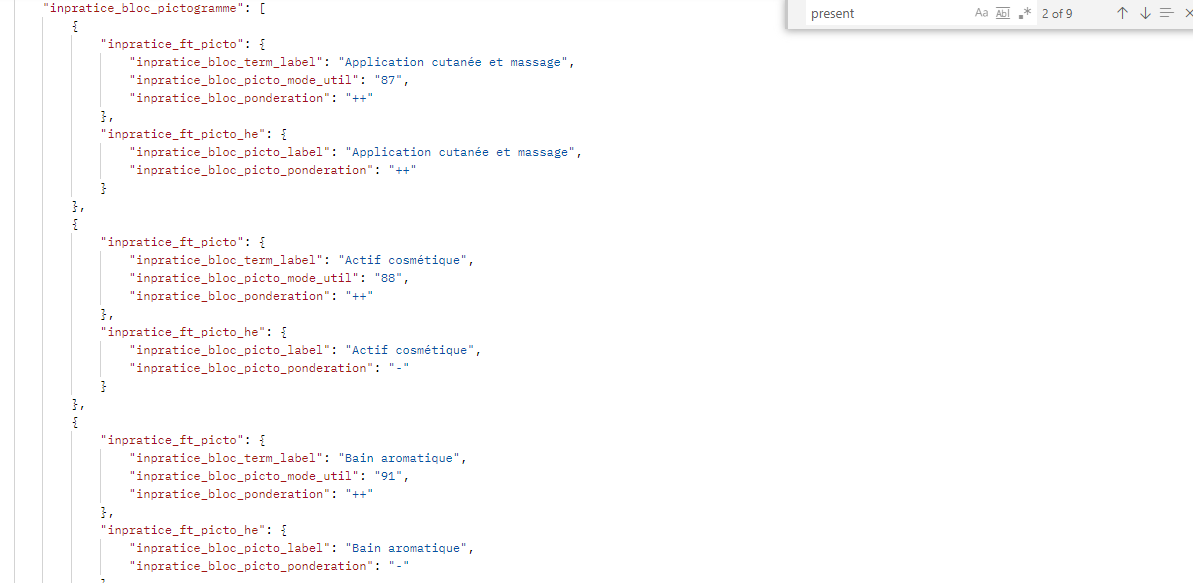 "inpratice_bloc_pictogramme": [
present Aa Abl .* 2 of 9
{
"inpratice_ft_picto": {
"inpratice_bloc_term_label": "Application cutanée et massage",
"inpratice_bloc_picto_mode_util": "87",
"inpratice_bloc_ponderation": "++"
},
"inpratice_ft_picto_he": {
"inpratice_bloc_picto_label": "Application cutanée et massage",
"inpratice_bloc_picto_ponderation": "++"
}
},
{
"inpratice_ft_picto": {
"inpratice_bloc_term_label": "Actif cosmétique",
"inpratice_bloc_picto_mode_util": "88",
"inpratice_bloc_ponderation": "++"
},
"inpratice_ft_picto_he": {
"inpratice_bloc_picto_label": "Actif cosmétique",
"inpratice_bloc_picto_ponderation": "-"
}
},
{
"inpratice_ft_picto": {
"inpratice_bloc_term_label": "Bain aromatique",
"inpratice_bloc_picto_mode_util": "91",
"inpratice_bloc_ponderation": "++"
},
"inpratice_ft_picto_he": {
"inpratice_bloc_picto_label": "Bain aromatique",
"inpratice_bloc_picto_ponderation": "-"